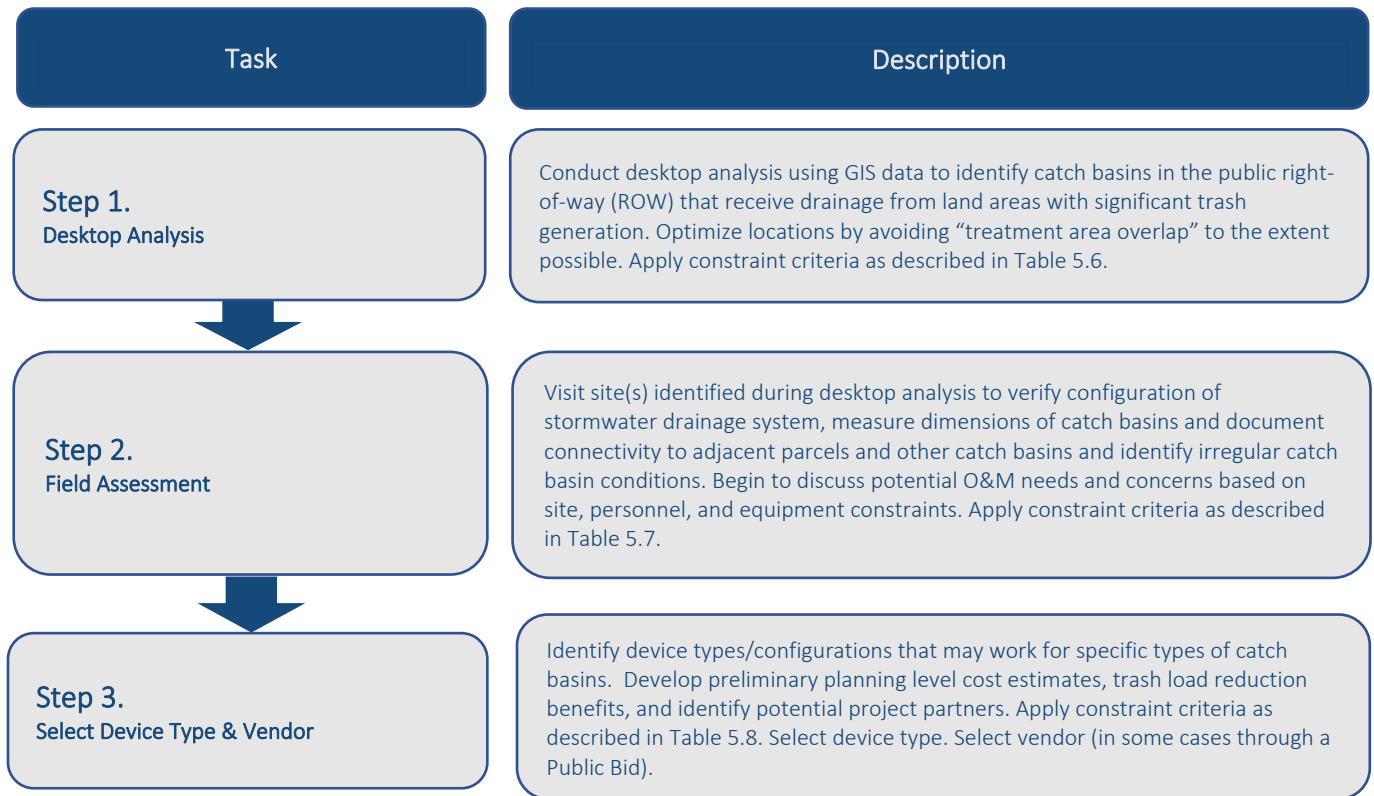 Task
Description
Step 1.
Desktop Analysis
Conduct desktop analysis using GIS data to identify catch basins in the public right-
of-way (ROW) that receive drainage from land areas with significant trash
generation. Optimize locations by avoiding “treatment area overlap” to the extent
possible. Apply constraint criteria as described in Table 5.6.
Step 2.
Field Assessment
Visit site(s) identified during desktop analysis to verify configuration of
stormwater drainage system, measure dimensions of catch basins and document
connectivity to adjacent parcels and other catch basins and identify irregular catch
basin conditions. Begin to discuss potential O&M needs and concerns based on
site, personnel, and equipment constraints. Apply constraint criteria as described
in Table 5.7.
Step 3.
Select Device Type & Vendor
Identify device types/configurations that may work for specific types of catch
basins.  Develop preliminary planning level cost estimates, trash load reduction
benefits, and identify potential project partners. Apply constraint criteria as
described in Table 5.8. Select device type. Select vendor (in some cases through a
Public Bid).